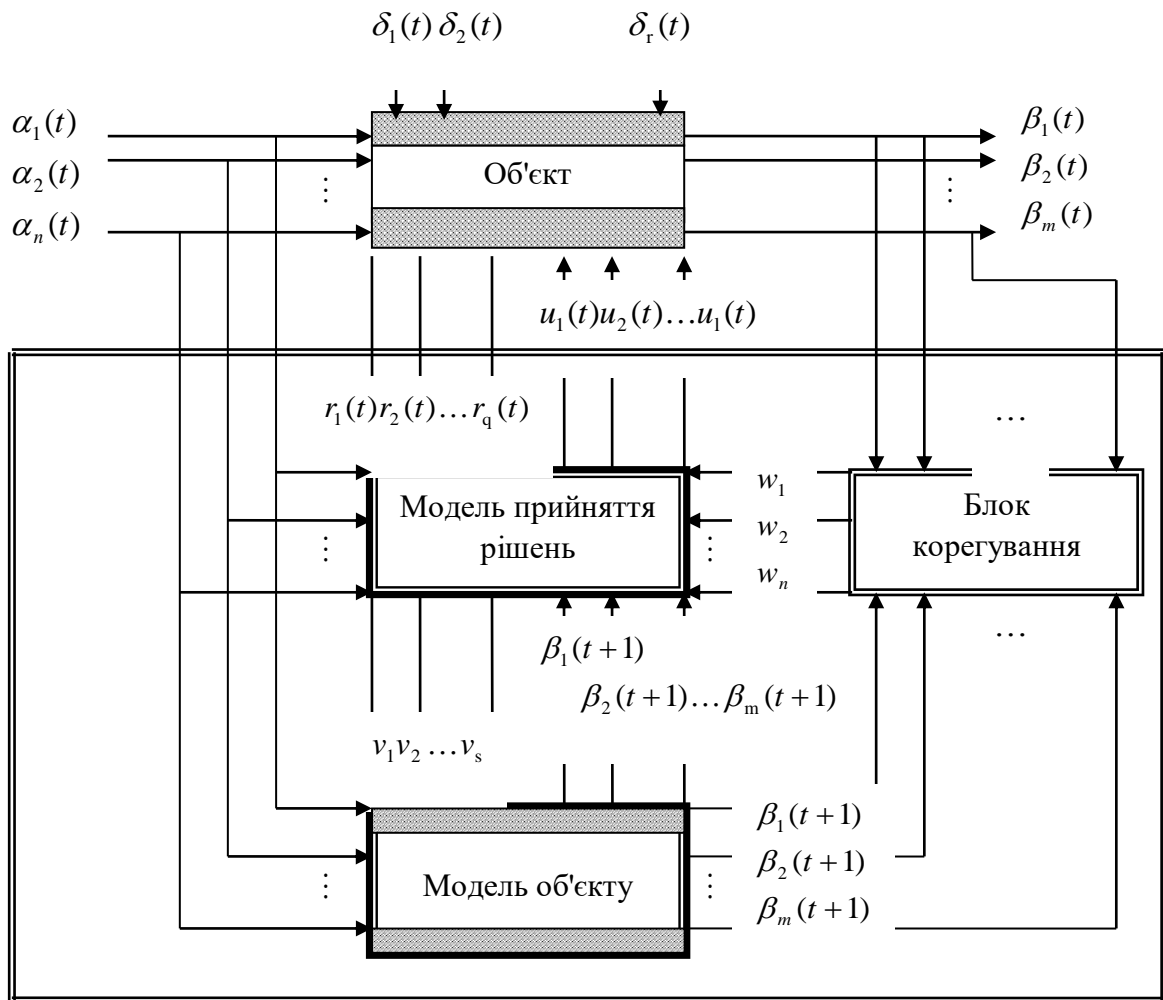 δ₁(t) δ₂(t) δᵣ(t)
α₁(t)
α₂(t)
⋮
αₙ(t)
Об'єкт
β₁(t)
β₂(t)
⋮
βₘ(t)
u₁(t)u₂(t)…u₁(t)
r₁(t)r₂(t)…r_q(t)
…
Модель прийняття
рішень
⋮
w₁
w₂
⋮
wₙ
Блок
корегування
…
β₁(t+1)
β₂(t+1)…βₘ(t+1)
v₁v₂…vₛ
Модель об'єкту
⋮
β₁(t+1)
β₂(t+1)
⋮
βₘ(t+1)